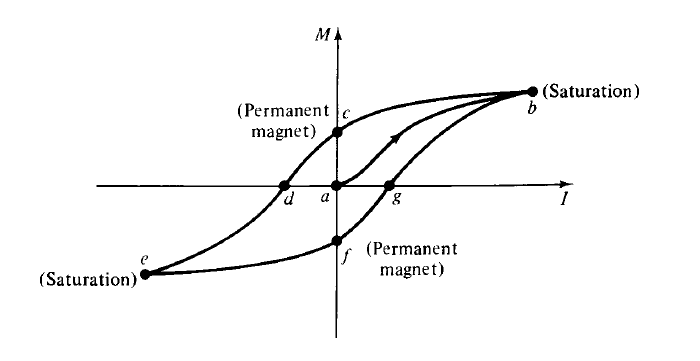 M
(Permanent
magnet)
c
(Saturation)
b
d
a
g
I
e
(Saturation)
f
(Permanent
magnet)